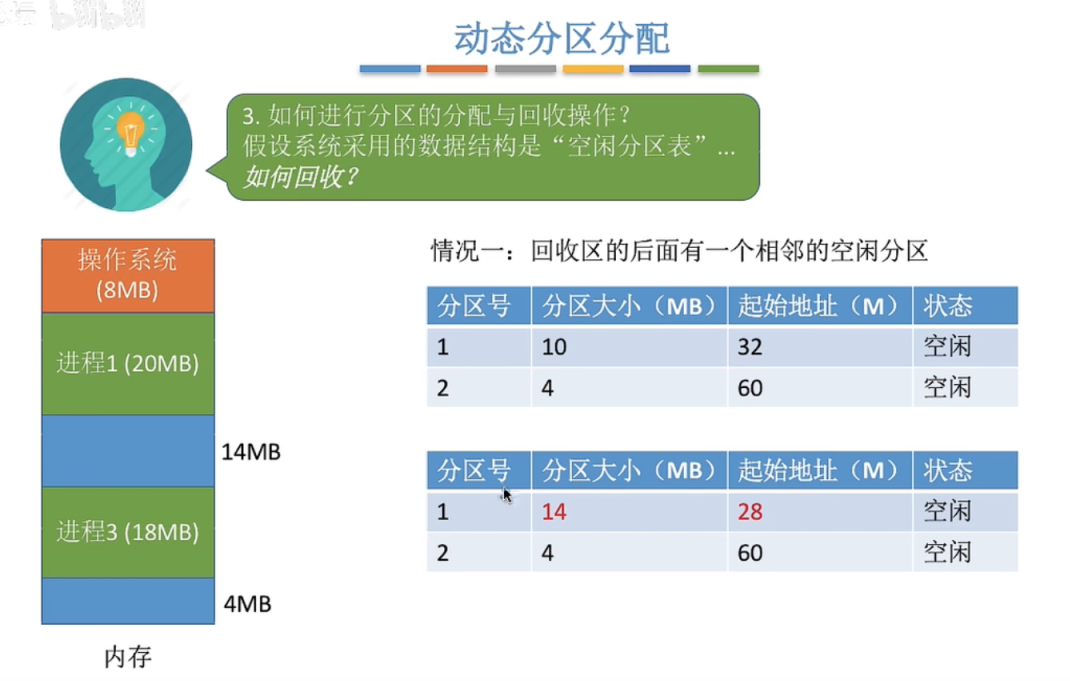 动态分区分配
3. 如何进行分区的分配与回收操作？
假设系统采用的数据结构是“空闲分区表”...
如何回收？
操作系统
(8MB)
进程1 (20MB)
14MB
进程3 (18MB)
4MB
内存
情况一：回收区的后面有一个相邻的空闲分区
分区号 分区大小（MB） 起始地址（M） 状态
1 10 32 空闲
2 4 60 空闲
分区号 分区大小（MB） 起始地址（M） 状态
1 14 28 空闲
2 4 60 空闲